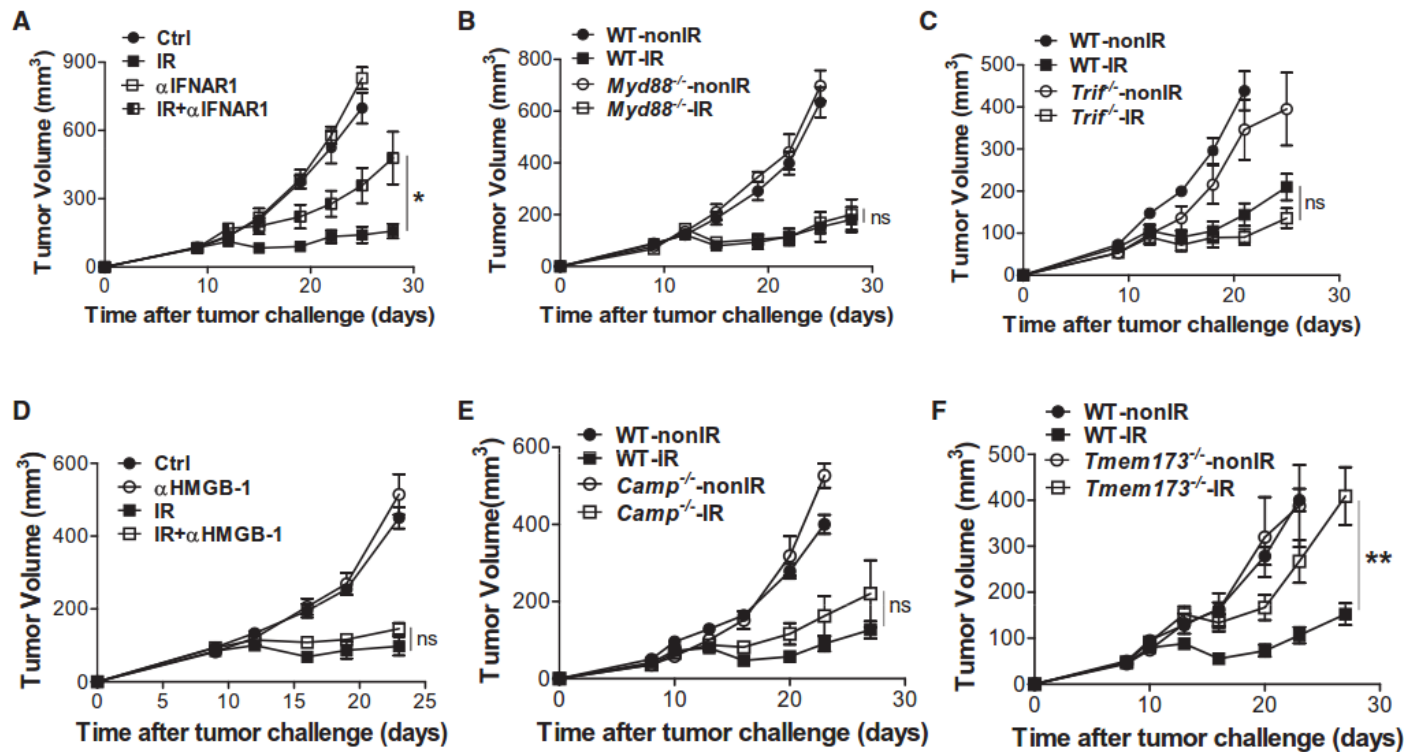 A
Ctrl
IR
αIFNAR1
IR+αIFNAR1
Tumor Volume (mm³)
900
600
300
0
0 10 20 30
Time after tumor challenge (days)
*
B
WT-nonIR
WT-IR
Myd88-/--nonIR
Myd88-/--IR
Tumor Volume (mm³)
800
600
400
200
0
0 10 20 30
Time after tumor challenge (days)
ns
C
WT-nonIR
WT-IR
Trif-/--nonIR
Trif-/--IR
Tumor Volume (mm³)
500
400
300
200
100
0
0 10 20 30
Time after tumor challenge (days)
ns
D
Ctrl
αHMGB-1
IR
IR+αHMGB-1
Tumor Volume (mm³)
600
400
200
0
0 5 10 15 20 25
Time after tumor challenge (days)
ns
E
WT-nonIR
WT-IR
Camp-/--nonIR
Camp-/--IR
Tumor Volume(mm³)
600
400
200
0
0 10 20 30
Time after tumor challenge (days)
ns
F
WT-nonIR
WT-IR
Tmem173-/--nonIR
Tmem173-/--IR
Tumor Volume (mm³)
500
400
300
200
100
0
0 10 20 30
Time after tumor challenge (days)
**